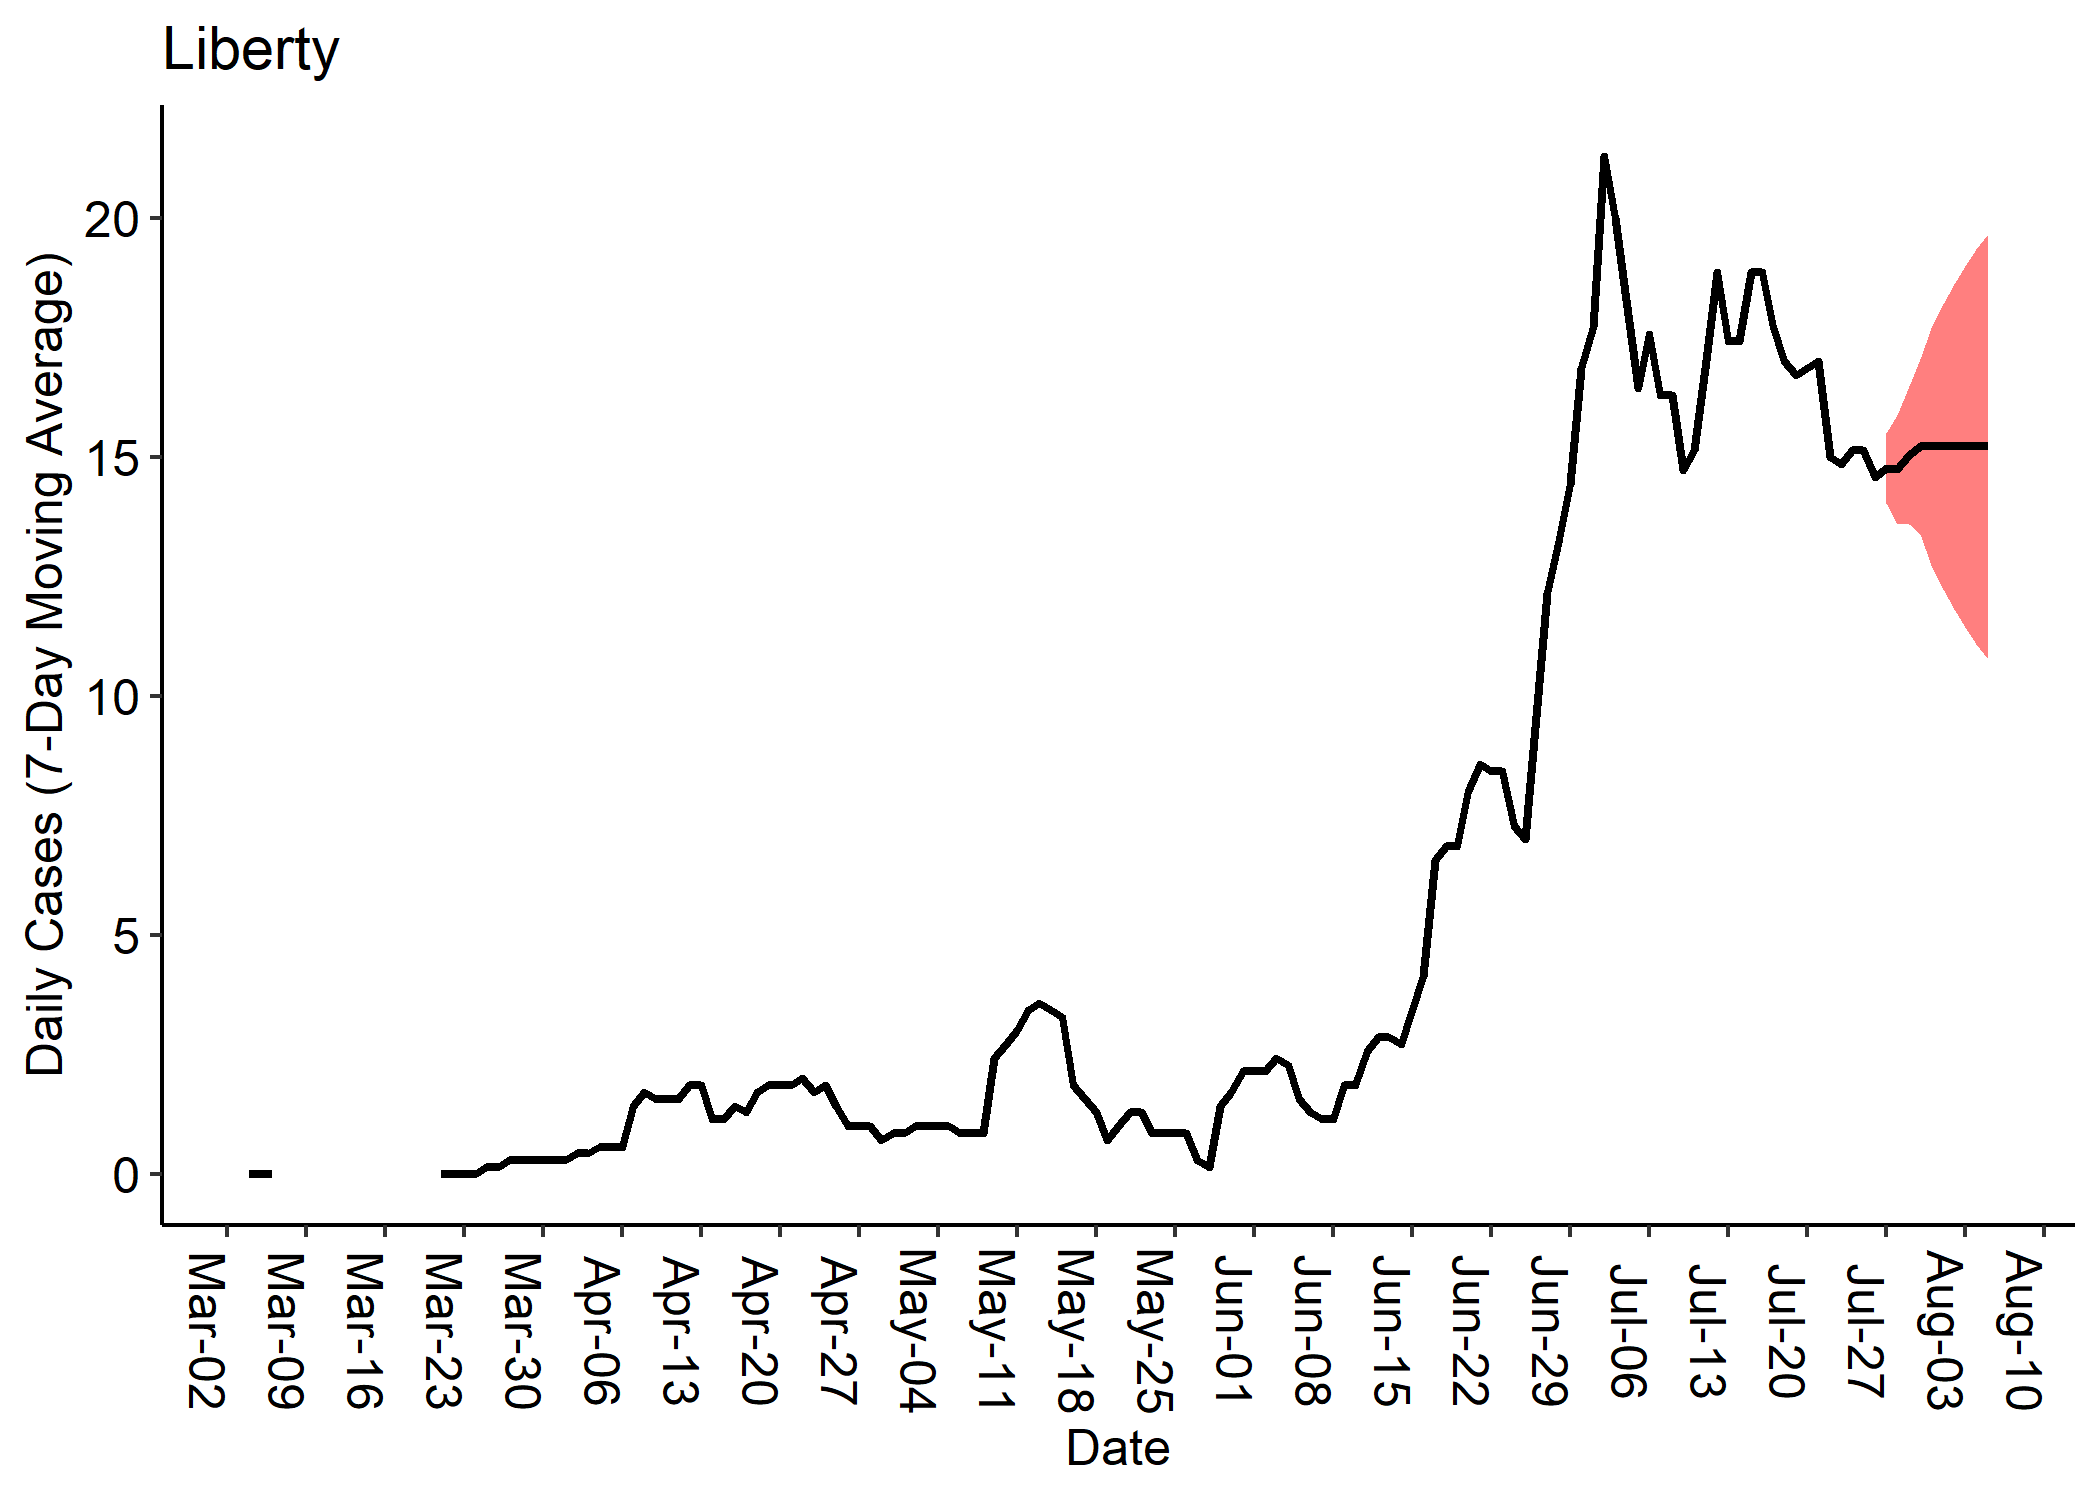 Liberty
Daily Cases (7-Day Moving Average)
20
15
10
5
0
Mar-02
Mar-09
Mar-16
Mar-23
Mar-30
Apr-06
Apr-13
Apr-20
Apr-27
May-04
May-11
May-18
May-25
Jun-01
Jun-08
Jun-15
Jun-22
Jun-29
Jul-06
Jul-13
Jul-20
Jul-27
Aug-03
Aug-10
Date